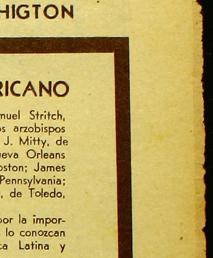 HIGTON
RICANO
muel Stritch,
os arzobispos
J. Mitty, de
ueva Orleans
oston; James
Pennsylvania;
, de Toledo,
por la impor-
lo conozcan
ca Latina y